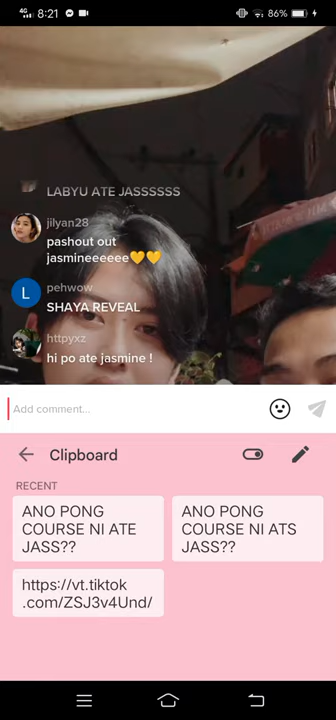 4G 8:21 86%
LABYU ATE JASSSSSS
jilyan28
pashout out
jasmineeeeee💛💛
L
pehwow
SHAYA REVEAL
httpyxz
hi po ate jasmine !
Add comment...
Clipboard
RECENT
ANO PONG
COURSE NI ATE
JASS??
ANO PONG
COURSE NI ATS
JASS??
https://vt.tiktok
.com/ZSJ3v4Und/